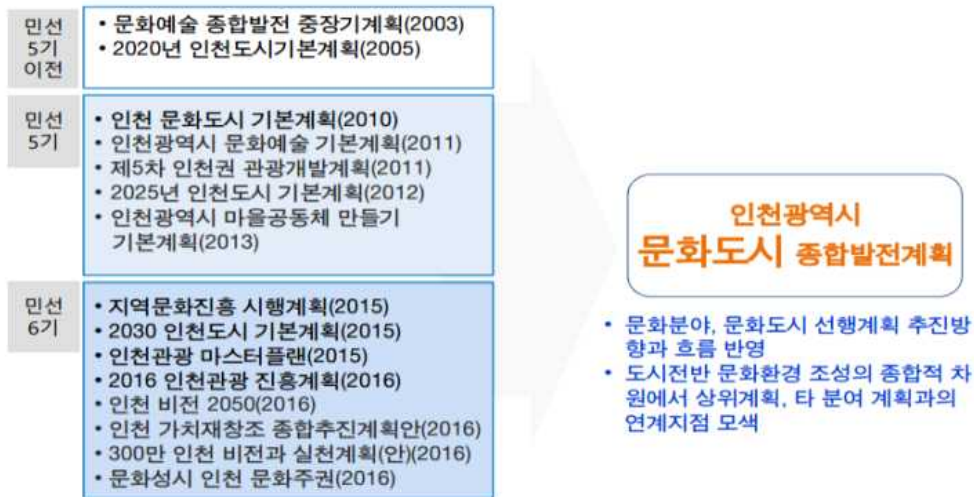 민선
5기
이전
• 문화예술 종합발전 중장기계획(2003)
• 2020년 인천도시기본계획(2005)
민선
5기
• 인천 문화도시 기본계획(2010)
• 인천광역시 문화예술 기본계획(2011)
• 제5차 인천권 관광개발계획(2011)
• 2025년 인천도시 기본계획(2012)
• 인천광역시 마을공동체 만들기
기본계획(2013)
민선
6기
• 지역문화진흥 시행계획(2015)
• 2030 인천도시 기본계획(2015)
• 인천관광 마스터플랜(2015)
• 2016 인천관광 진흥계획(2016)
• 인천 비전 2050(2016)
• 인천 가치재창조 종합추진계획안(2016)
• 300만 인천 비전과 실천계획(안)(2016)
• 문화성시 인천 문화주권(2016)
인천광역시
문화도시 종합발전계획
• 문화분야, 문화도시 선행계획 추진방
향과 흐름 반영
• 도시전반 문화환경 조성의 종합적 차
원에서 상위계획, 타 분여 계획과의
연계지점 모색